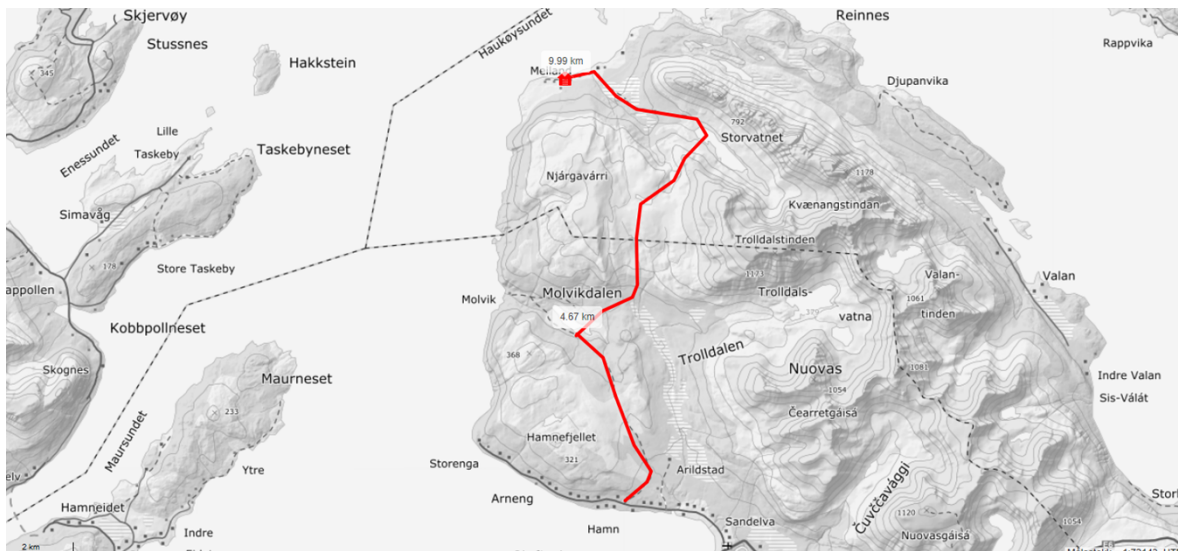 Skjervøy
Stussnes
345
Hakkstein
Haukøysundet
9.99 km
Meiland
Reinnes
Rappvika
Djupanvika
792
Storvatnet
Enessundet
Lille
Taskeby
Taskebyneset
Njárgavárri
1178
Kvænangstindan
Simavåg
Trolldalstinden
178
Store Taskeby
appollen
1173
Valan-
tinden
Valan
Molvik
Molvikdalen
Trolldals-
vatna
1061
Kobbpollneset
4.67 km
Trolldalen
368
Skognes
Maurneset
Nuovas
1081
Indre Valan
Sis-Válát
1054
Čearretgáisá
233
Maursundet
Hamnefjellet
321
Storenga
Arildstad
Ytre
elv
Arneng
Čuvččavággi
Hamneidet
Hamn
Sandelva
1120
1054
Indre
Nuovasgáisá
2 km